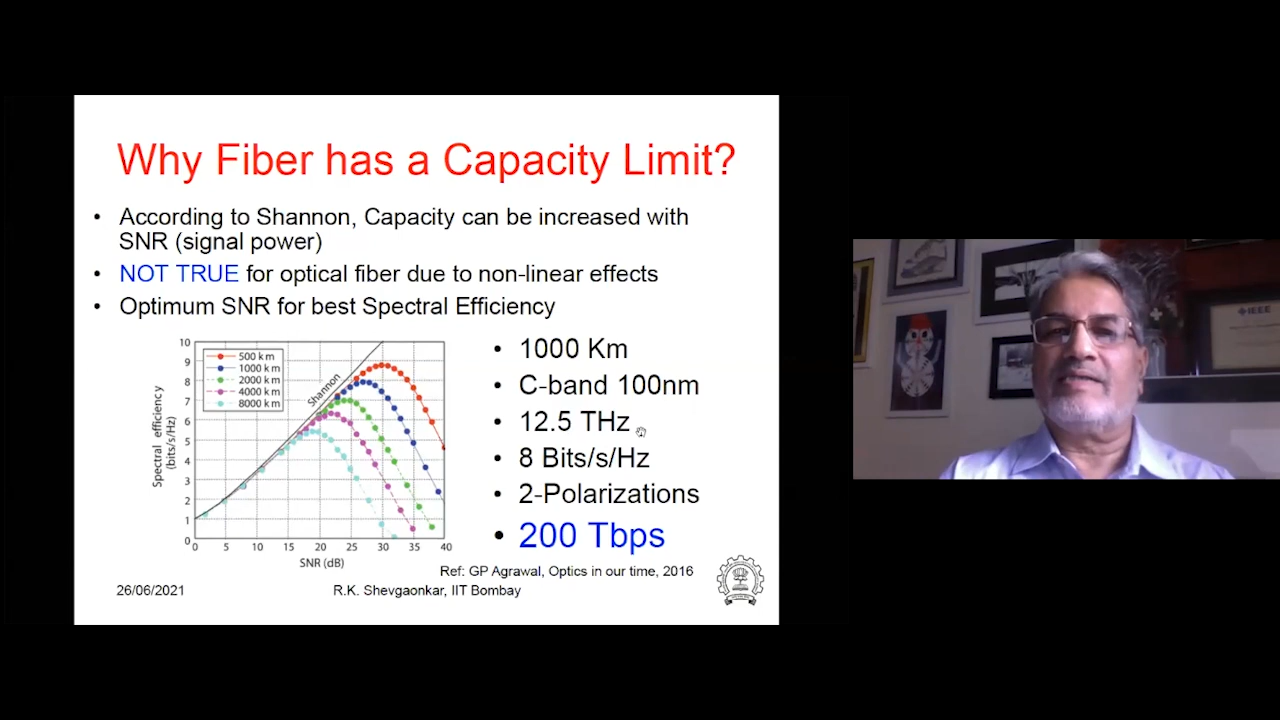 Why Fiber has a Capacity Limit?
• According to Shannon, Capacity can be increased with
SNR (signal power)
• NOT TRUE for optical fiber due to non-linear effects
• Optimum SNR for best Spectral Efficiency
10
9
8
7
6
5
4
3
2
1
0
Spectral efficiency
(bits/s/Hz)
500 km
1000 km
2000 km
4000 km
8000 km
Shannon
0 5 10 15 20 25 30 35 40
SNR (dB)
• 1000 Km
• C-band 100nm
• 12.5 THz
• 8 Bits/s/Hz
• 2-Polarizations
• 200 Tbps
Ref: GP Agrawal, Optics in our time, 2016
26/06/2021
R.K. Shevgaonkar, IIT Bombay
IEEE